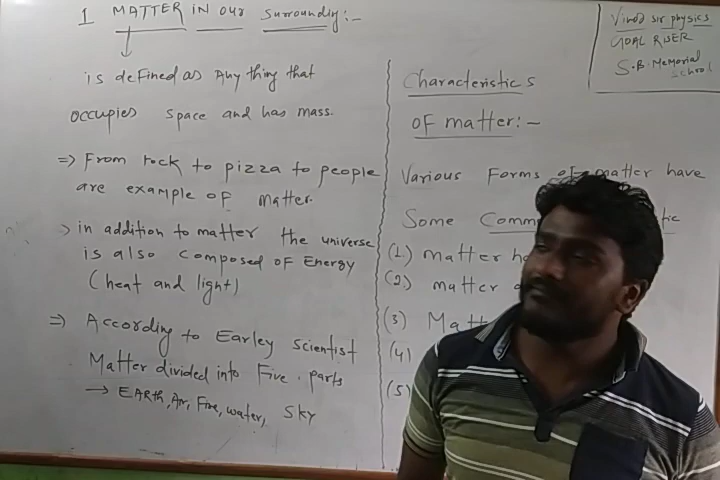 1 MATTER IN our Surrounding:-
is defined as Any thing that
occupies space and has mass.
=> From rock to pizza to people
are example of matter.
> in addition to matter the universe
is also composed of Energy
(heat and light)
=> According to Earley scientist
Matter divided into Five parts
→ EARth, Air, Fire, water, SKY
Characteristics
of matter:-
Various Forms of matter have
Some
(1) matter
(2) matter
(3)
(4)
(5)
Vinod sir physics
GOAL RISER
S.B. Memorial
School